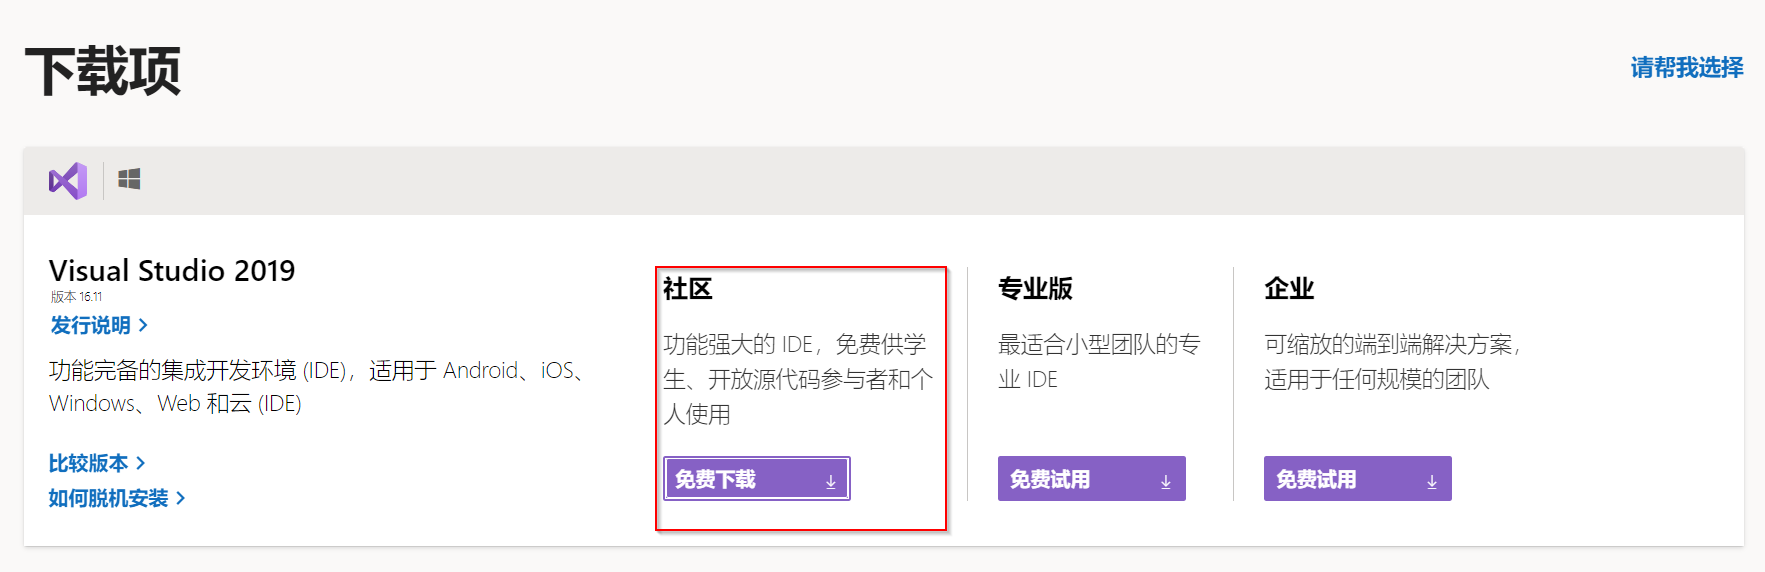 下载项
请帮我选择
Visual Studio 2019
版本 16.11
发行说明
功能完备的集成开发环境 (IDE)，适用于 Android、iOS、
Windows、Web 和云 (IDE)
比较版本
如何脱机安装
社区
功能强大的 IDE，免费供学
生、开放源代码参与者和个
人使用
免费下载
专业版
最适合小型团队的专
业 IDE
免费试用
企业
可缩放的端到端解决方案，
适用于任何规模的团队
免费试用